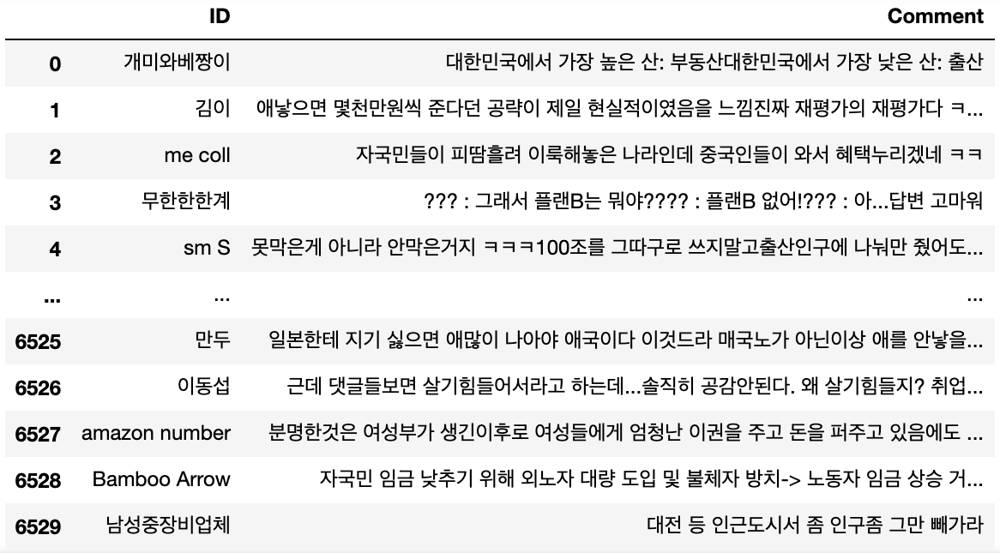 ID Comment
0 개미와베짱이 대한민국에서 가장 높은 산: 부동산대한민국에서 가장 낮은 산: 출산
1 김이 애낳으면 몇천만원씩 준다던 공략이 제일 현실적이였음을 느낌진짜 재평가의 재평가다 ㅋ...
2 me coll 자국민들이 피땀흘려 이룩해놓은 나라인데 중국인들이 와서 혜택누리겠네 ㅋㅋ
3 무한한한계 ??? : 그래서 플랜B는 뭐야???? : 플랜B 없어!??? : 아...답변 고마워
4 sm S 못막은게 아니라 안막은거지 ㅋㅋㅋ100조를 그따구로 쓰지말고출산인구에 나눠만 줬어도...
... ... ...
6525 만두 일본한테 지기 싫으면 애많이 나아야 애국이다 이것드라 매국노가 아닌이상 애를 안낳을...
6526 이동섭 근데 댓글들보면 살기힘들어서라고 하는데...솔직히 공감안된다. 왜 살기힘들지? 취업...
6527 amazon number 분명한것은 여성부가 생긴이후로 여성들에게 엄청난 이권을 주고 돈을 퍼주고 있음에도 ...
6528 Bamboo Arrow 자국민 임금 낮추기 위해 외노자 대량 도입 및 불체자 방치-> 노동자 임금 상승 거...
6529 남성중장비업체 대전 등 인근도시서 좀 인구좀 그만 빼가라